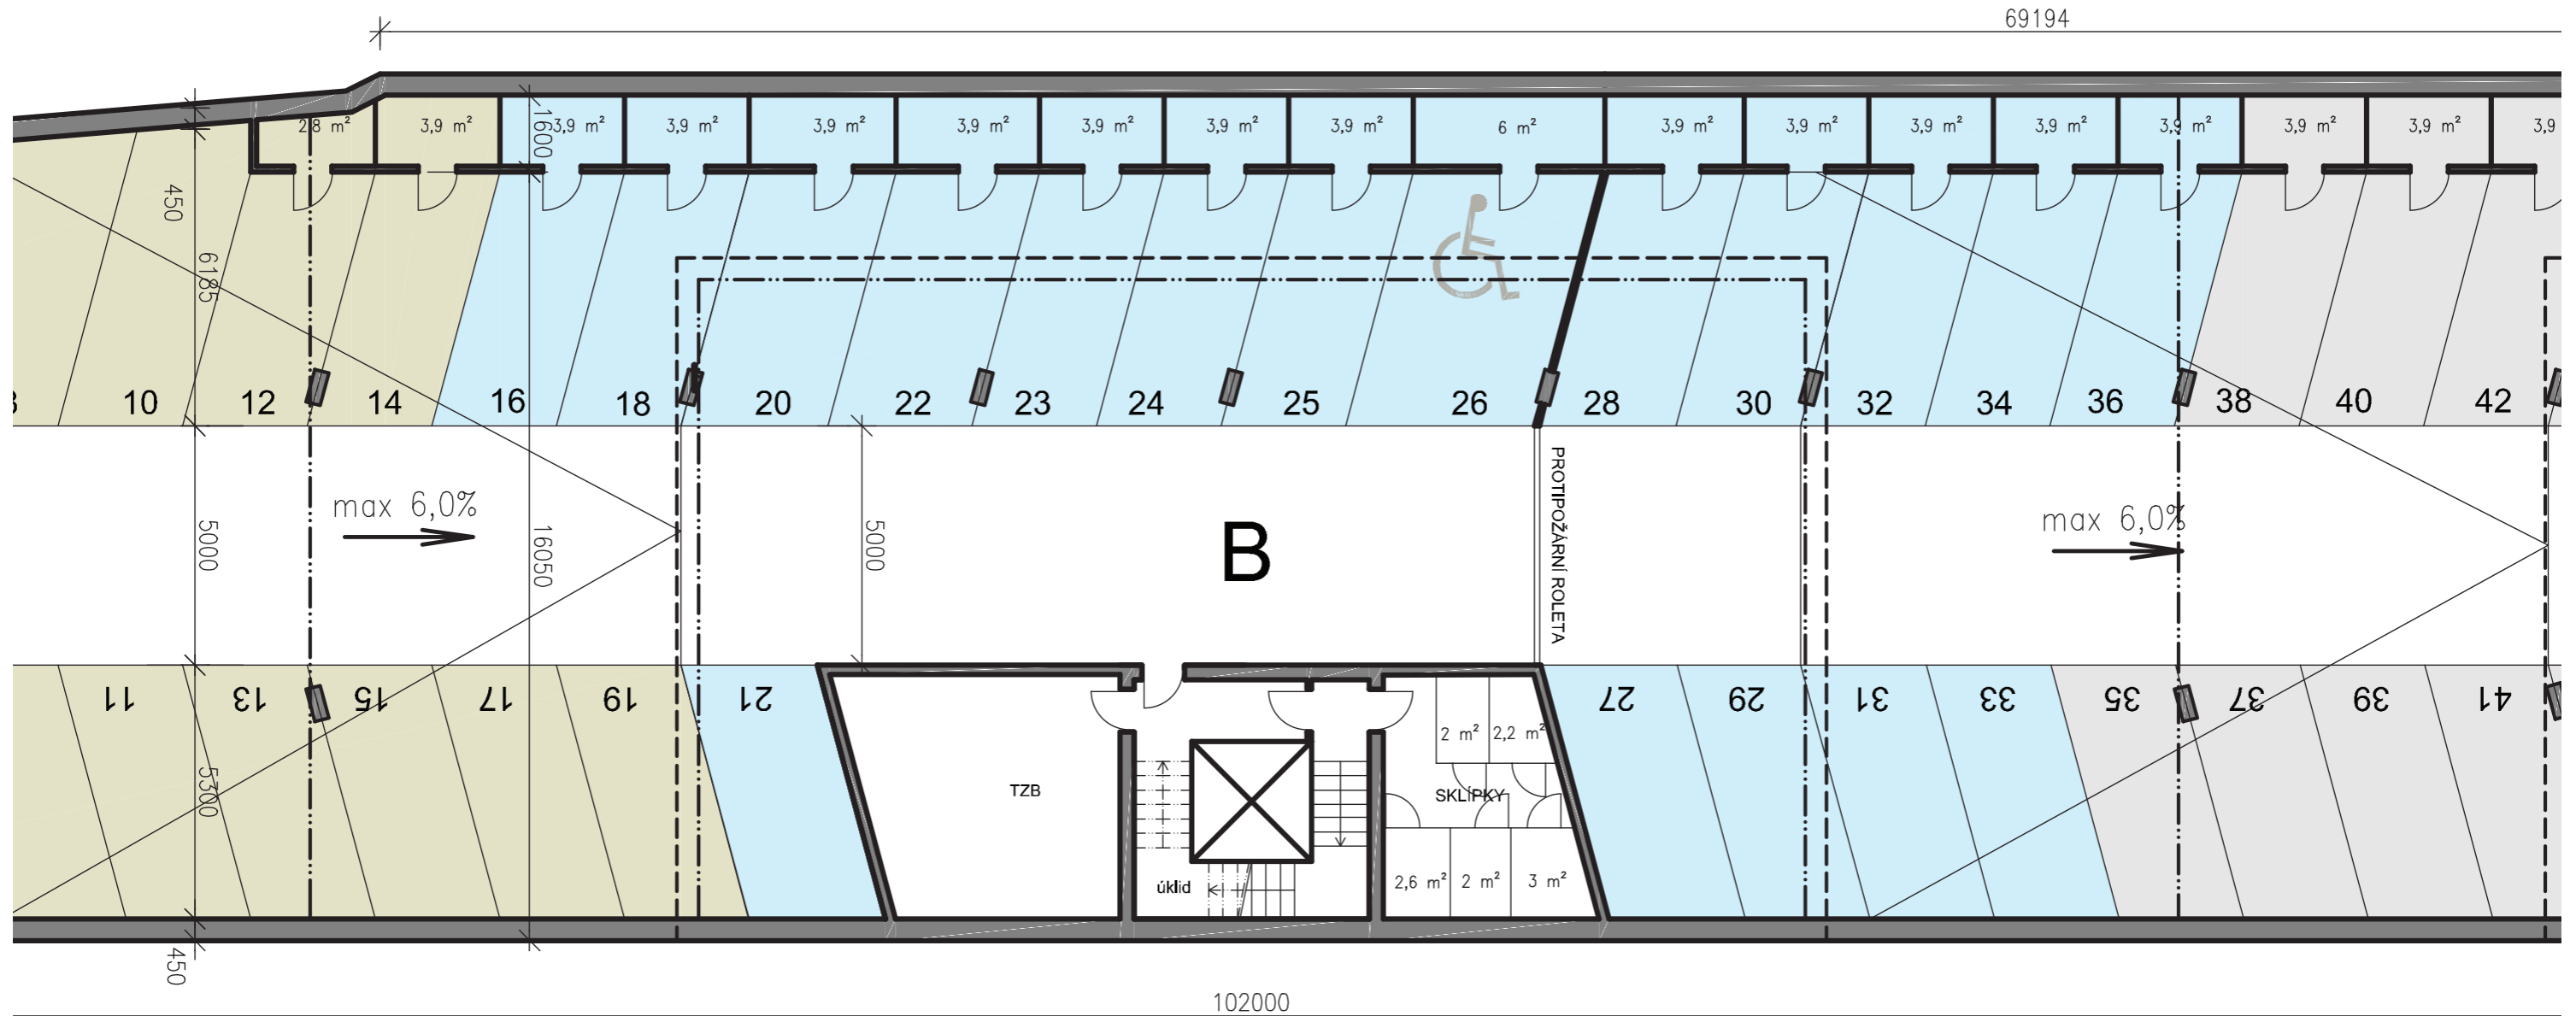 69194
2,8 m²
3,9 m²
3,9 m²
3,9 m²
3,9 m²
3,9 m²
3,9 m²
3,9 m²
3,9 m²
6 m²
3,9 m²
3,9 m²
3,9 m²
3,9 m²
3,9 m²
3,9 m²
3,9 m²
3,9
1600
450
6185
10
12
14
16
18
20
22
23
24
25
26
28
30
32
34
36
38
40
42
max 6,0%
5000
16050
5000
B
PROTIPOŽÁRNÍ ROLETA
max 6,0%
11
13
15
17
19
21
27
29
31
33
35
37
39
41
2 m²
2,2 m²
TZB
SKLÍPKY
5300
úklid
2,6 m²
2 m²
3 m²
450
102000